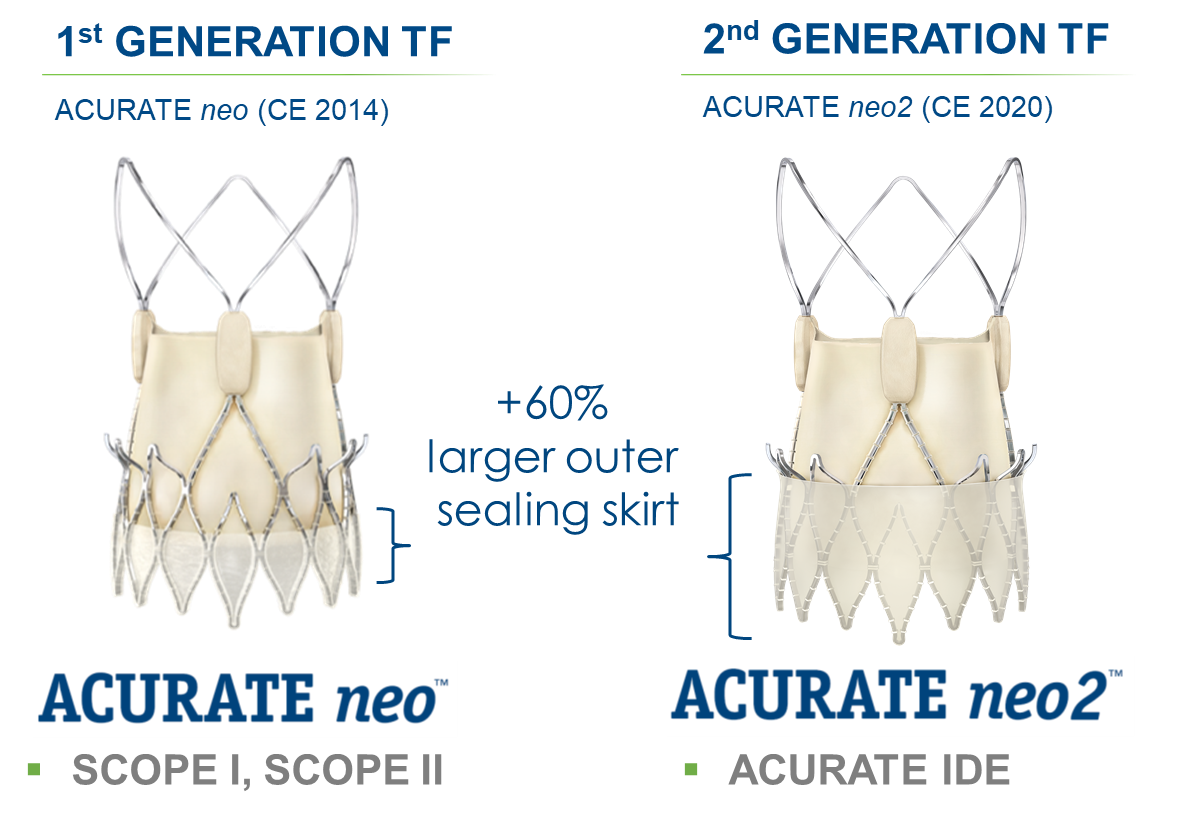 1st GENERATION TF
ACURATE neo (CE 2014)
2nd GENERATION TF
ACURATE neo2 (CE 2020)
+60%
larger outer
sealing skirt
ACURATE neo™
▪ SCOPE I, SCOPE II
ACURATE neo2™
▪ ACURATE IDE